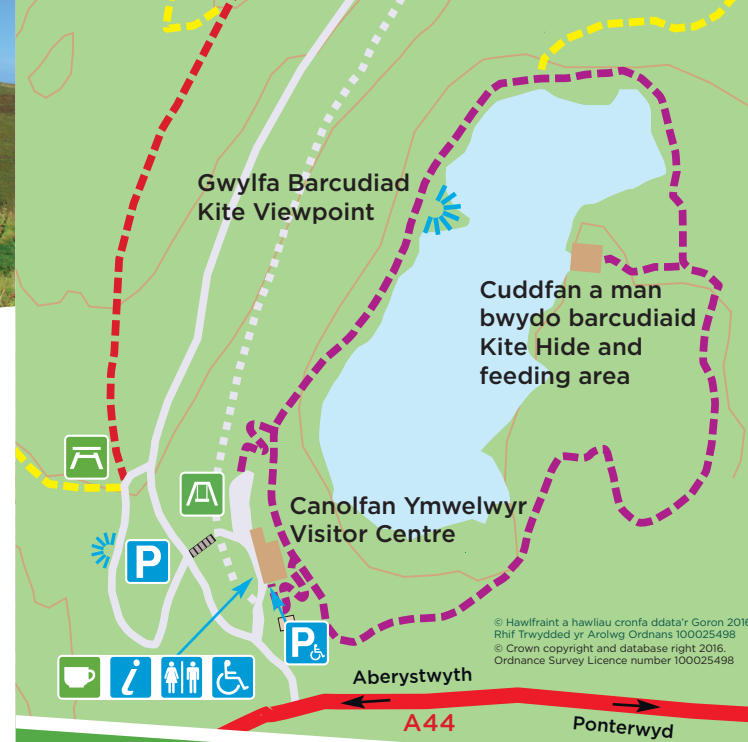 Gwylfa Barcudiad
Kite Viewpoint
Cuddfan a man
bwydo barcudiaid
Kite Hide and
feeding area
Canolfan Ymwelwyr
Visitor Centre
P
P
i
© Hawlfraint a hawliau cronfa ddata'r Goron 2016
Rhif Trwydded yr Arolwg Ordnans 100025498
© Crown copyright and database right 2016.
Ordnance Survey Licence number 100025498
Aberystwyth
A44
Ponterwyd